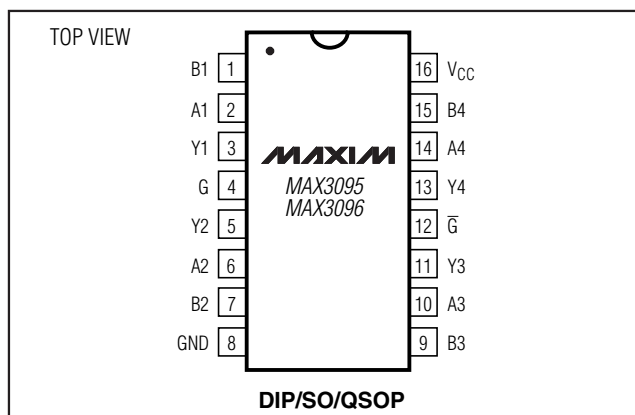 TOP VIEW
B1 1 16 VCC
A1 2 15 B4
Y1 3 14 A4
G 4 13 Y4
Y2 5 12 G̅
A2 6 11 Y3
B2 7 10 A3
GND 8 9 B3
MAXIM
MAX3095
MAX3096
DIP/SO/QSOP